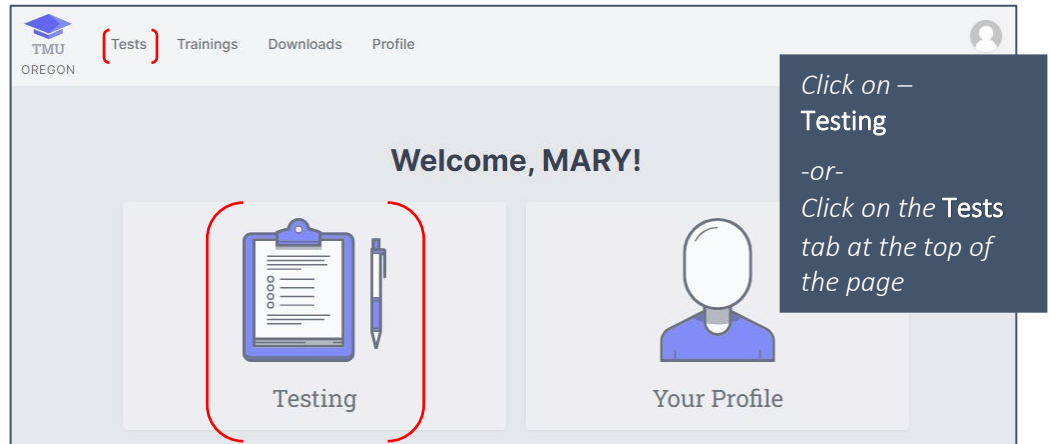 TMU
OREGON
Tests Trainings Downloads Profile
Click on –
Testing
-or-
Click on the Tests
tab at the top of
the page
Welcome, MARY!
Testing
Your Profile